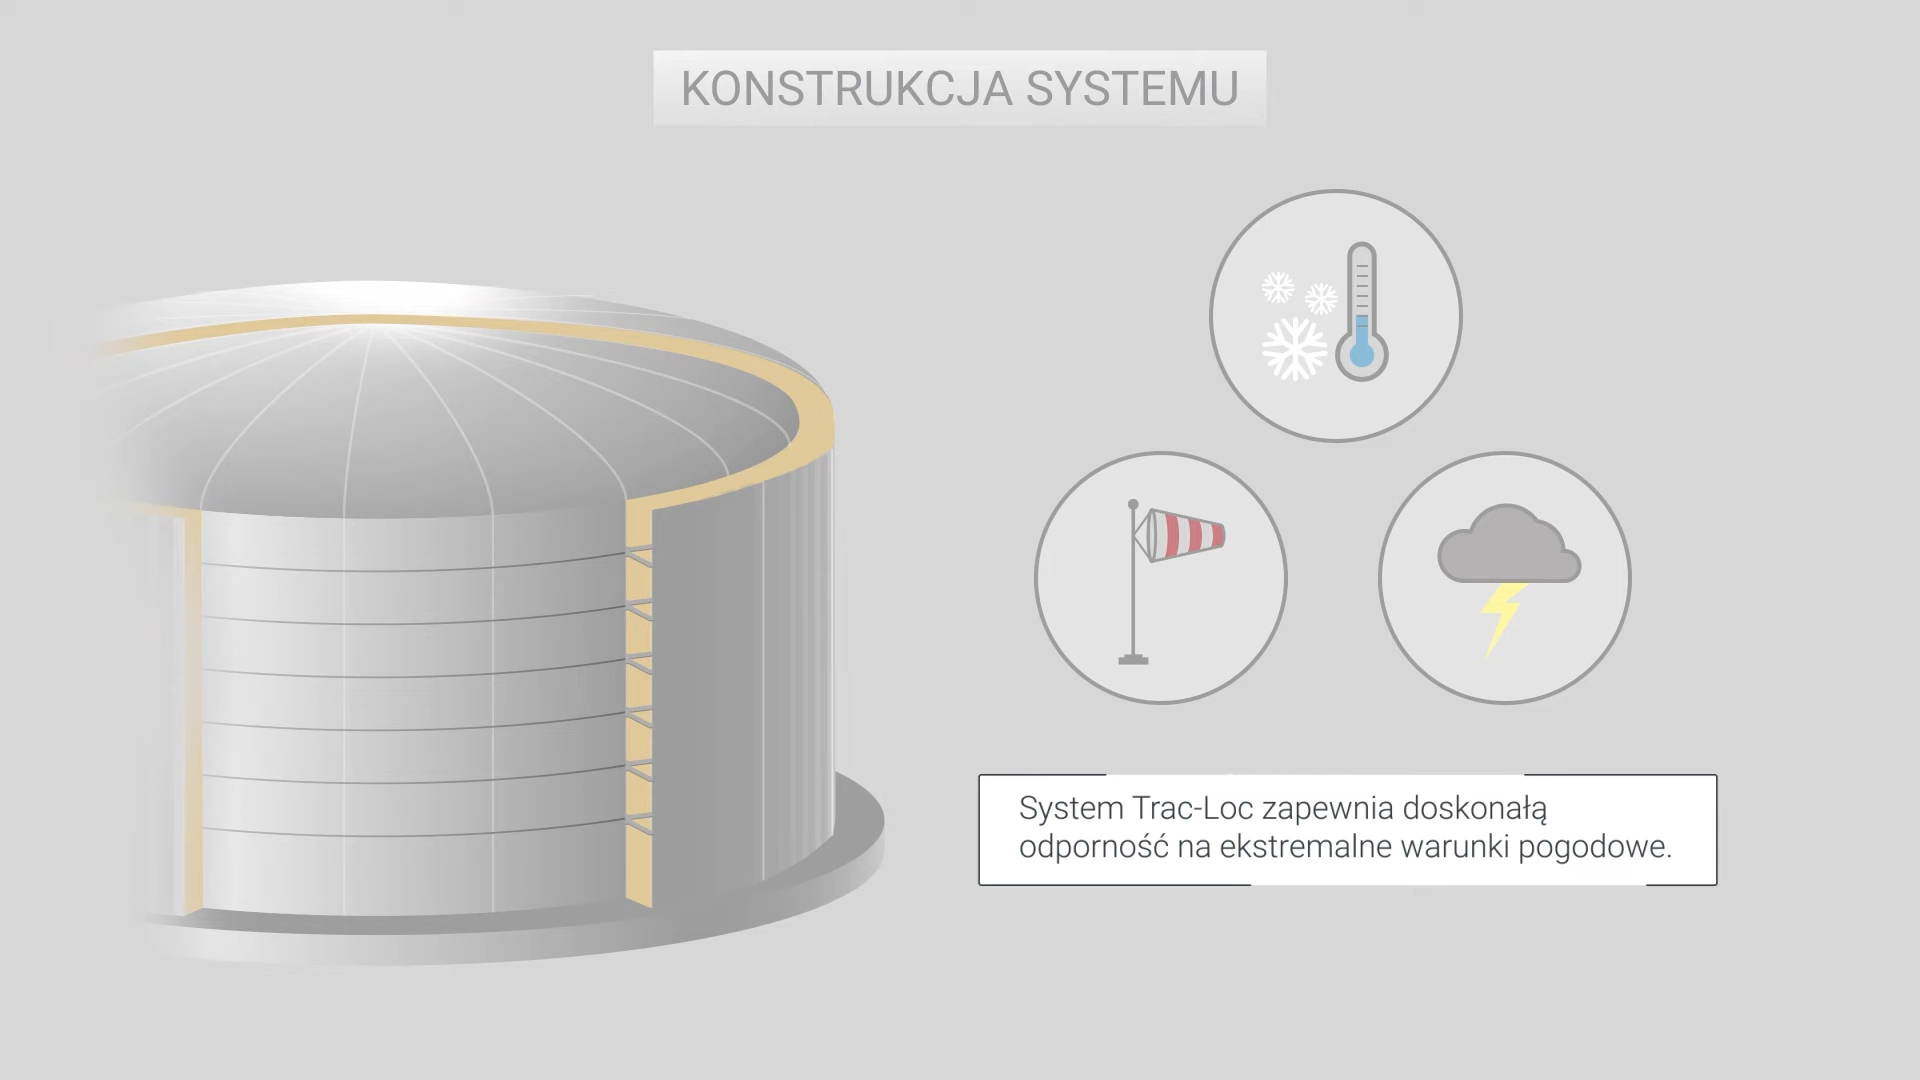 KONSTRUKCJA SYSTEMU
System Trac-Loc zapewnia doskonałą
odporność na ekstremalne warunki pogodowe.